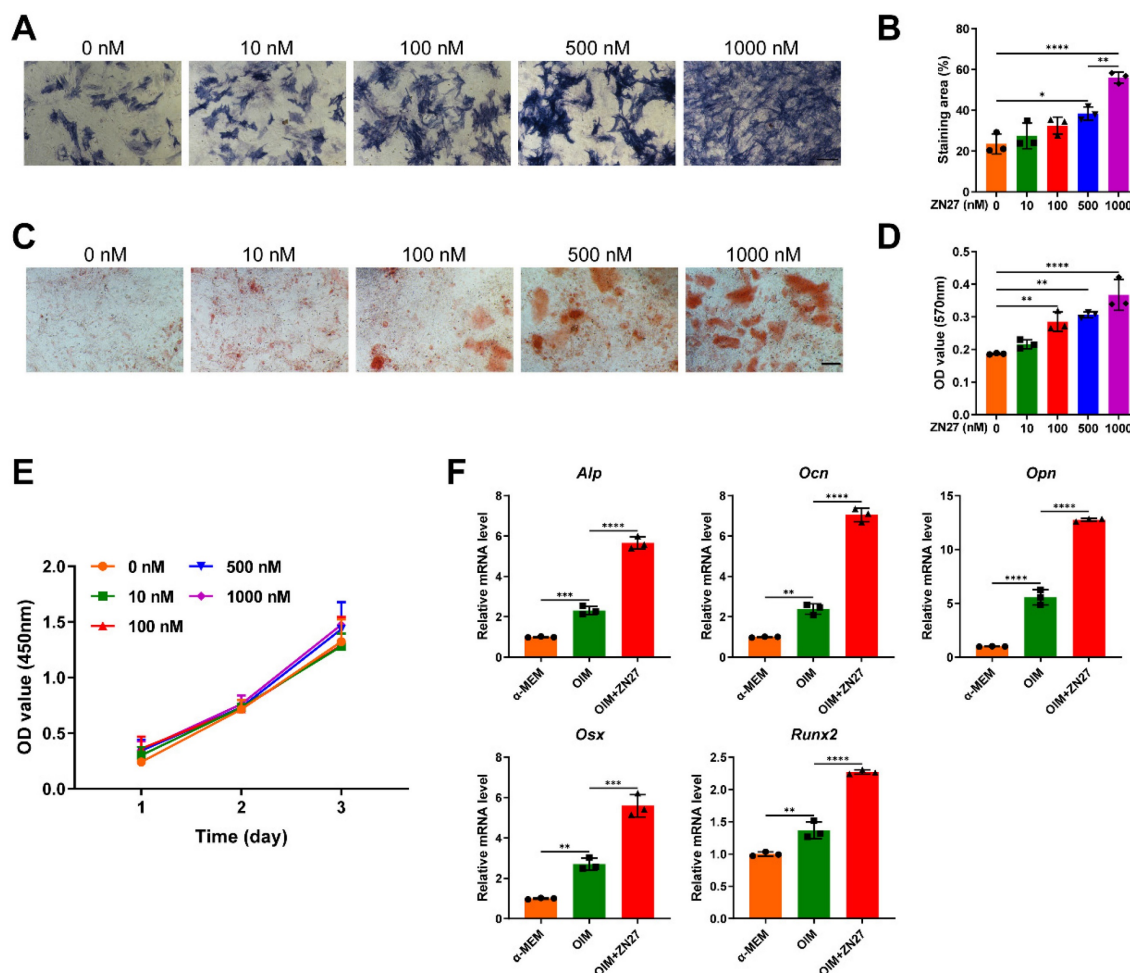 A
0 nM 10 nM 100 nM 500 nM 1000 nM
B
Staining area (%)
80
60
40
20
0
**** 
**
*
ZN27 (nM) 0 10 100 500 1000
C
0 nM 10 nM 100 nM 500 nM 1000 nM
D
OD value (570nm)
0.5
0.4
0.3
0.2
0.1
0.0
****
**
**
ZN27 (nM) 0 10 100 500 1000
E
OD value (450nm)
2.0
1.5
1.0
0.5
0.0
0 nM 500 nM
10 nM 1000 nM
100 nM
1 2 3
Time (day)
F
Alp
Relative mRNA level
8
6
4
2
0
****
***
α-MEM OIM OIM+ZN27
Ocn
Relative mRNA level
8
6
4
2
0
****
**
α-MEM OIM OIM+ZN27
Opn
Relative mRNA level
15
10
5
0
****
****
α-MEM OIM OIM+ZN27
Osx
Relative mRNA level
8
6
4
2
0
***
**
α-MEM OIM OIM+ZN27
Runx2
Relative mRNA level
2.5
2.0
1.5
1.0
0.5
0.0
****
**
α-MEM OIM OIM+ZN27